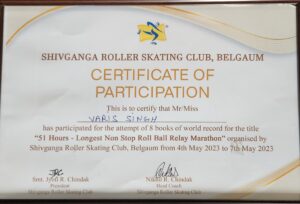 SHIVGANGA ROLLER SKATING CLUB, BELGAUM
CERTIFICATE OF
PARTICIPATION
This is to certify that Mr/Miss
VARIS SINGH
has participated for the attempt of 8 books of world record for the title
"51 Hours - Longest Non Stop Roll Ball Relay Marathon" organised by
Shivganga Roller Skating Club, Belgaum from 4th May 2023 to 7th May 2023
Smt. Jyoti R. Chindak
President
Shivganga Roller Skating Club
R. Chindak
Head Coach
Shivganga Roller Skating Club